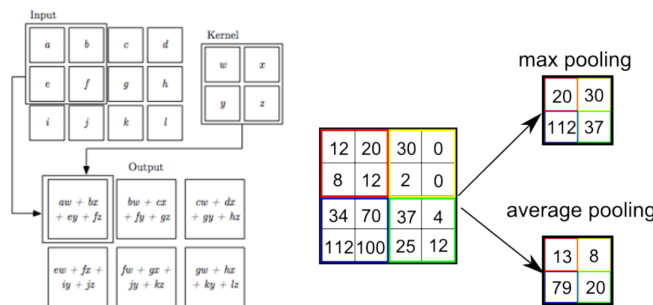 Input
a b c d
e f g h
i j k l
Kernel
w x
y z
Output
aw + bx
+ ey + fz
bw + cx
+ fy + gz
cw + dx
+ gy + hz
ew + fx +
iy + jz
fw + gx +
jy + kz
gw + hx
+ ky + lz
12 20 30 0
8 12 2 0
34 70 37 4
112 100 25 12
max pooling
20 30
112 37
average pooling
13 8
79 20